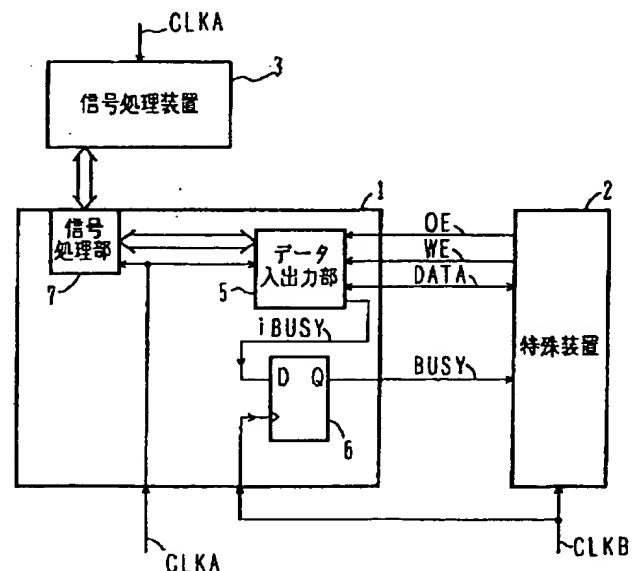 CLKA
3
信号処理装置
1
2
信号
処理部
7
データ
入出力部
5
OE
WE
DATA
iBUSY
D Q
6
BUSY
特殊装置
CLKA
CLKB